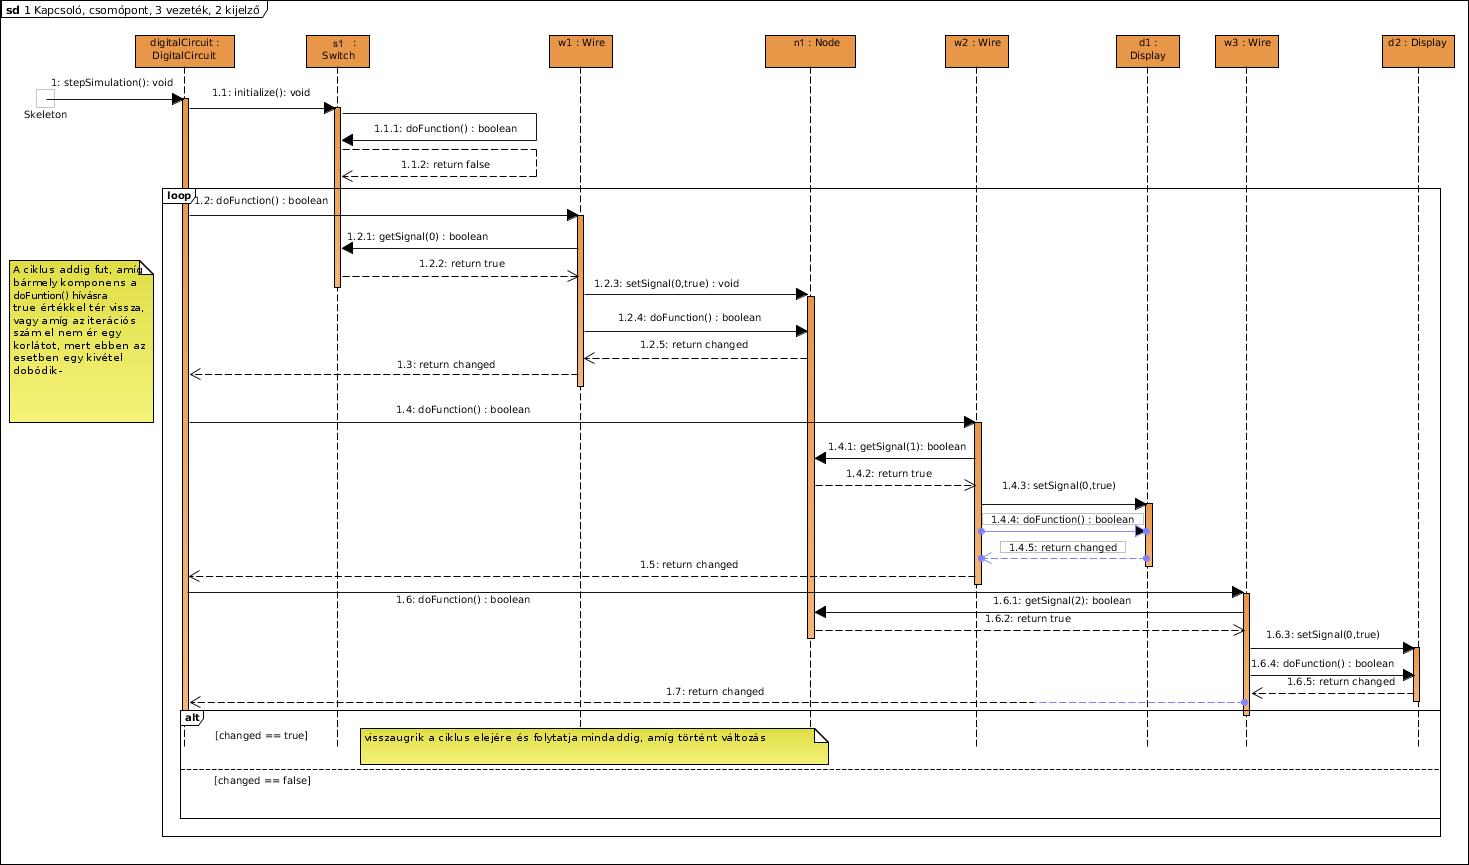 sd 1 Kapcsoló, csomópont, 3 vezeték, 2 kijelző
digitalCircuit :
DigitalCircuit
s1 :
Switch
w1 : Wire
n1 : Node
w2 : Wire
d1 :
Display
w3 : Wire
d2 : Display
1: stepSimulation(): void
Skeleton
1.1: initialize(): void
1.1.1: doFunction() : boolean
1.1.2: return false
loop
1.2: doFunction() : boolean
1.2.1: getSignal(0) : boolean
1.2.2: return true
A ciklus addig fut, amíg
bármely komponens a
doFuntion() hívásra
true értékkel tér vissza,
vagy amíg az iterációs
szám el nem ér egy
korlátot, mert ebben az
esetben egy kivétel
dobódik-
1.2.3: setSignal(0,true) : void
1.2.4: doFunction() : boolean
1.2.5: return changed
1.3: return changed
1.4: doFunction() : boolean
1.4.1: getSignal(1): boolean
1.4.2: return true
1.4.3: setSignal(0,true)
1.4.4: doFunction() : boolean
1.4.5: return changed
1.5: return changed
1.6: doFunction() : boolean
1.6.1: getSignal(2): boolean
1.6.2: return true
1.6.3: setSignal(0,true)
1.6.4: doFunction() : boolean
1.6.5: return changed
1.7: return changed
alt
[changed == true]
visszaugrik a ciklus elejére és folytatja mindaddig, amíg történt változás
[changed == false]